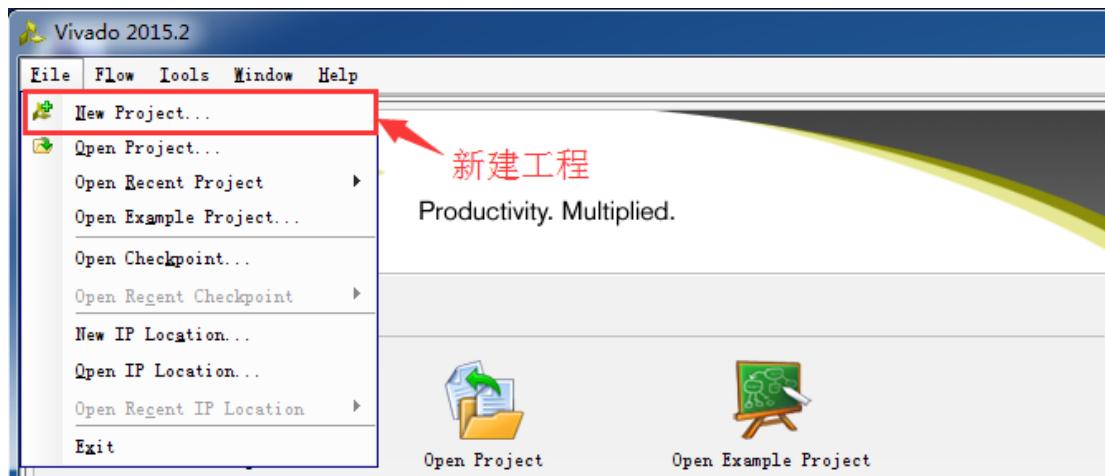 Vivado 2015.2
File Flow Tools Window Help
New Project...
Open Project...
Open Recent Project
Open Example Project...
Open Checkpoint...
Open Recent Checkpoint
New IP Location...
Open IP Location...
Open Recent IP Location
Exit
新建工程
Productivity. Multiplied.
Open Project
Open Example Project